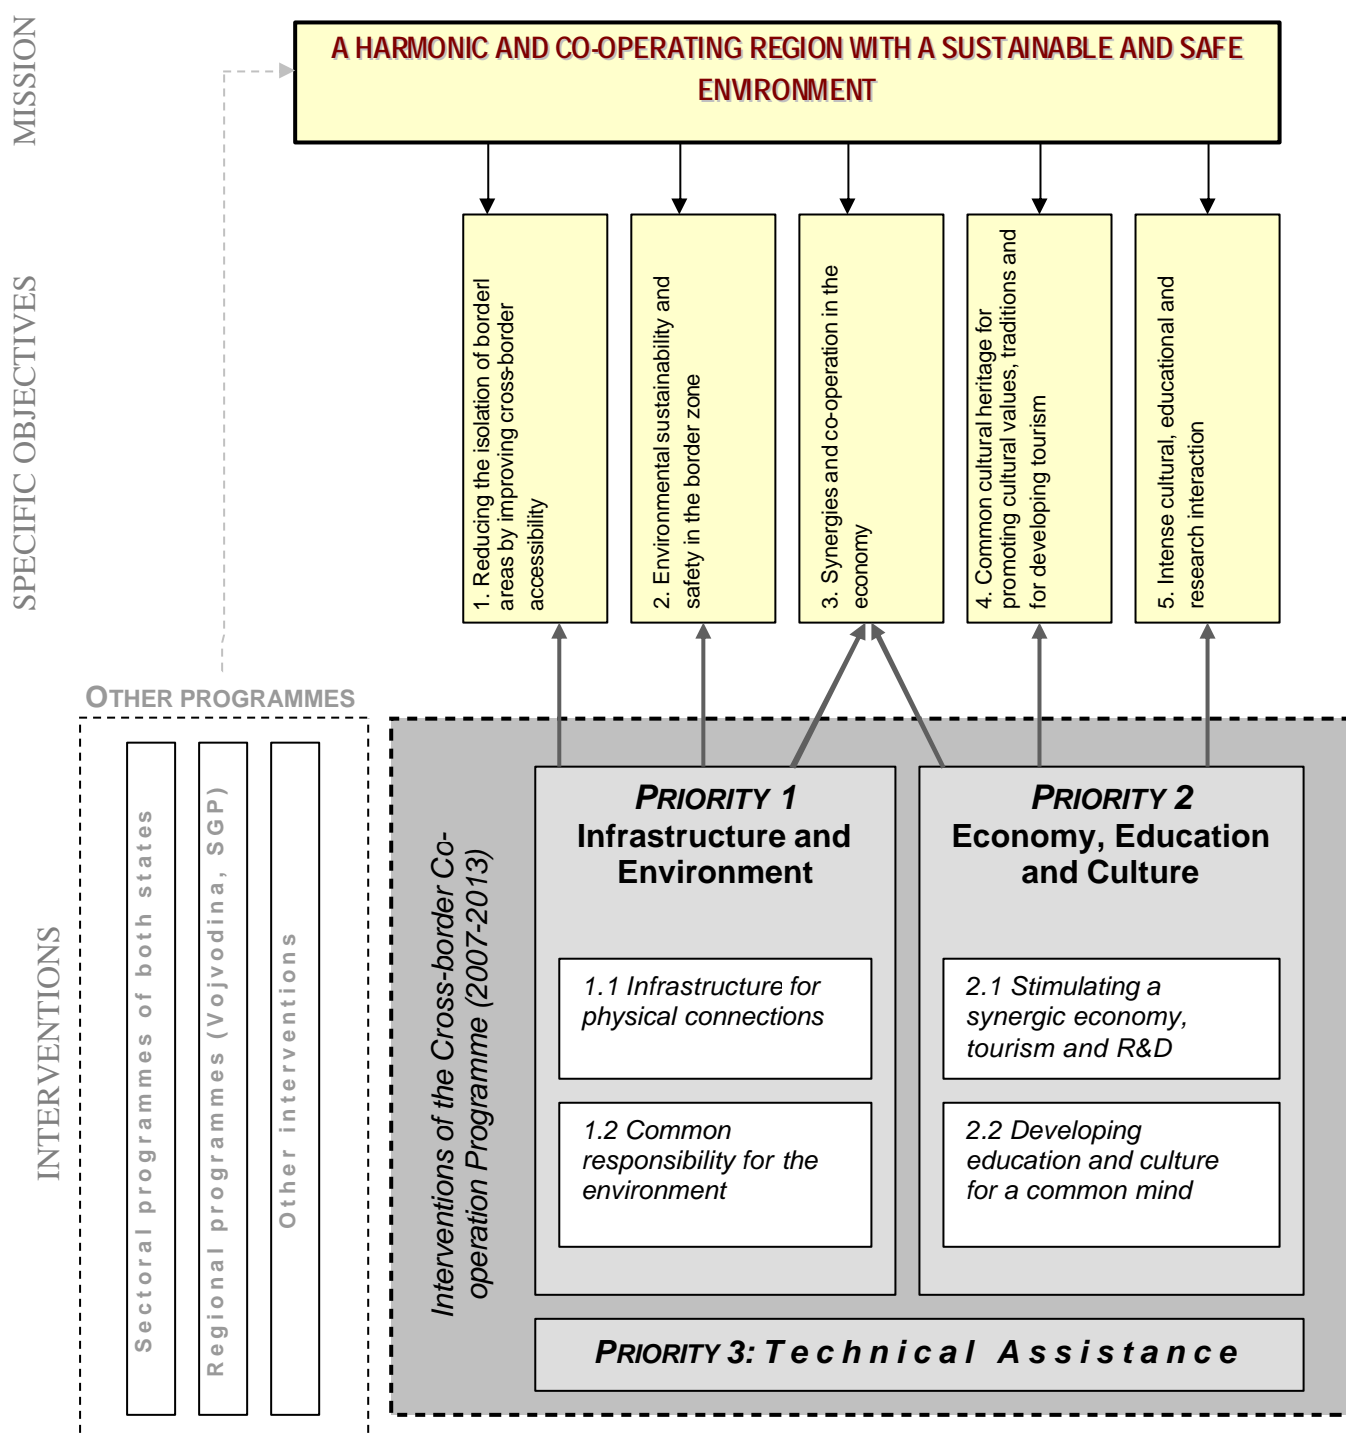 MISSION
A HARMONIC AND CO-OPERATING REGION WITH A SUSTAINABLE AND SAFE
ENVIRONMENT
SPECIFIC OBJECTIVES
1. Reducing the isolation of borderl
areas by improving cross-border
accessibility
2. Environmental sustainability and
safety in the border zone
3. Synergies and co-operation in the
economy
4. Common cultural heritage for
promoting cultural values, traditions and
for developing tourism
5. Intense cultural, educational and
research interaction
INTERVENTIONS
OTHER PROGRAMMES
Sectoral programmes of both states
Regional programmes (Vojvodina, SGP)
Other interventions
Interventions of the Cross-border Co-
operation Programme (2007-2013)
PRIORITY 1
Infrastructure and
Environment
1.1 Infrastructure for
physical connections
1.2 Common
responsibility for the
environment
PRIORITY 2
Economy, Education
and Culture
2.1 Stimulating a
synergic economy,
tourism and R&D
2.2 Developing
education and culture
for a common mind
PRIORITY 3: Technical Assistance